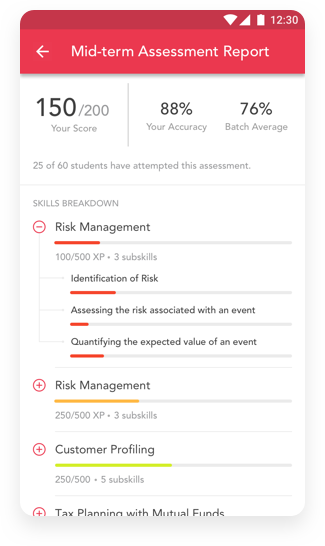 12:30
Mid-term Assessment Report
150/200 88% 76%
Your Score Your Accuracy Batch Average
25 of 60 students have attempted this assessment.
SKILLS BREAKDOWN
Risk Management
100/500 XP • 3 subskills
Identification of Risk
Assessing the risk associated with an event
Quantifying the expected value of an event
Risk Management
250/500 XP • 3 subskills
Customer Profiling
250/500 • 5 subskills
Tax Planning with Mutual Funds